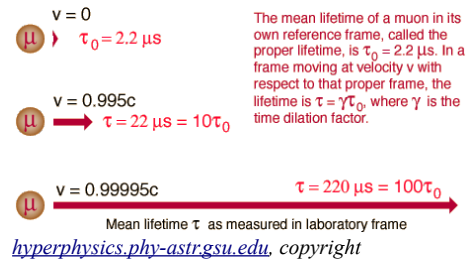 v = 0
μ τ₀ = 2.2 μs
The mean lifetime of a muon in its
own reference frame, called the
proper lifetime, is τ₀ = 2.2 μs. In a
frame moving at velocity v with
respect to that proper frame, the
lifetime is τ = γτ₀, where γ is the
time dilation factor.
v = 0.995c
μ τ = 22 μs = 10τ₀
v = 0.99995c
τ = 220 μs = 100τ₀
μ
Mean lifetime τ as measured in laboratory frame
hyperphysics.phy-astr.gsu.edu, copyright